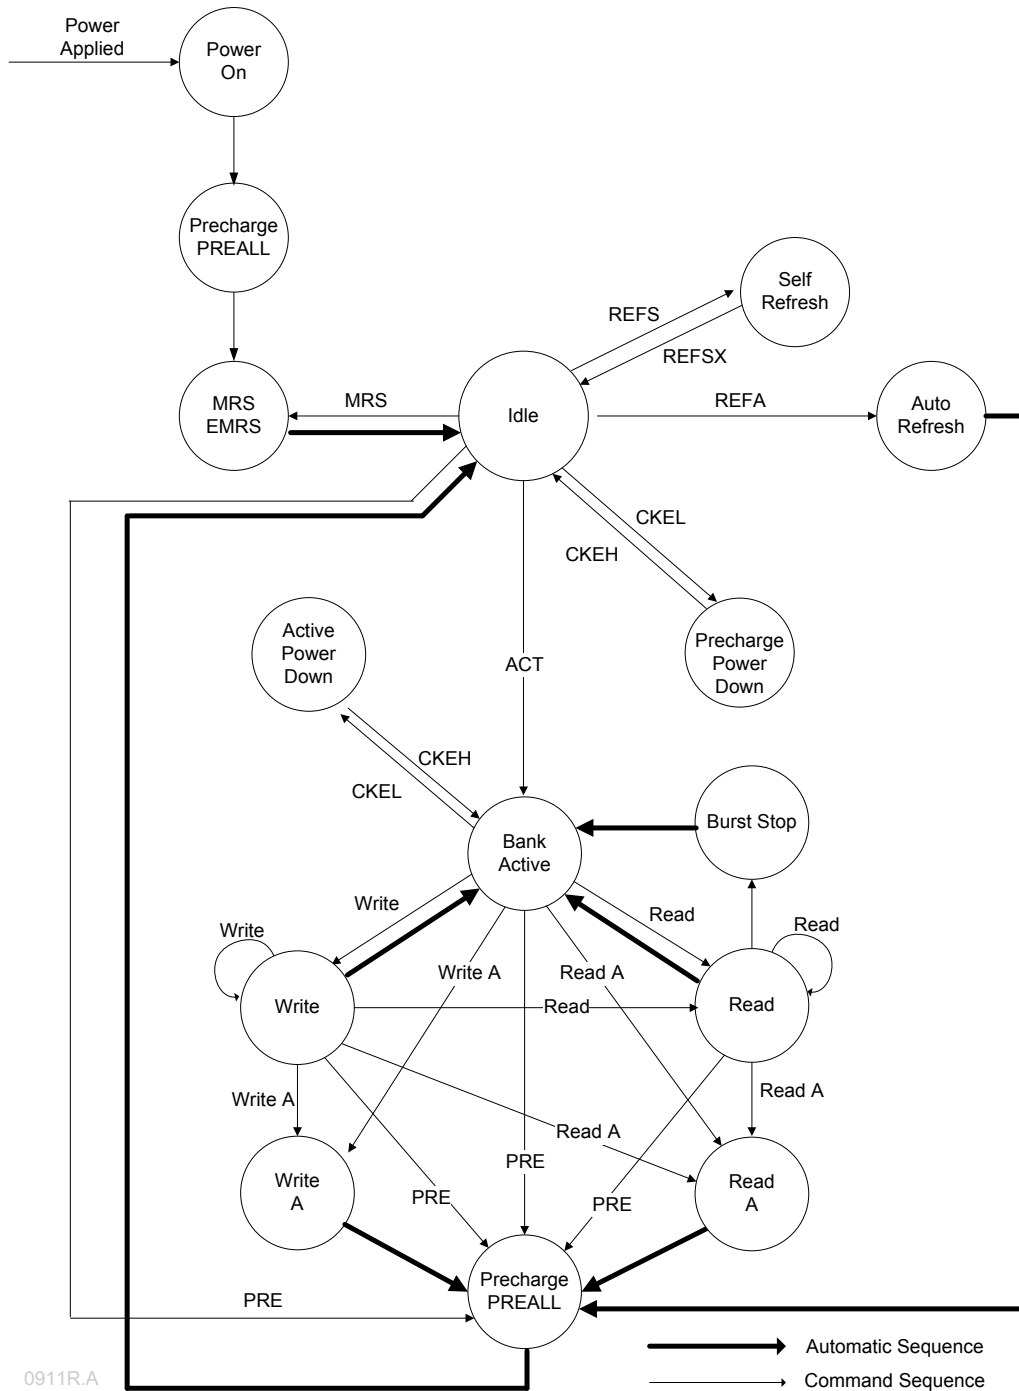 Power
Applied
Power
On
Precharge
PREALL
Self
Refresh
REFS
REFSX
MRS
EMRS
MRS
Idle
REFA
Auto
Refresh
CKEL
CKEH
Active
Power
Down
ACT
Precharge
Power
Down
CKEH
CKEL
Burst Stop
Bank
Active
Write
Read
Write
Read
Write A
Read A
Write
Read
Read
Write A
Read A
Read A
PRE
Write
A
PRE
PRE
Read
A
Precharge
PREALL
PRE
Automatic Sequence
0911R.A
Command Sequence